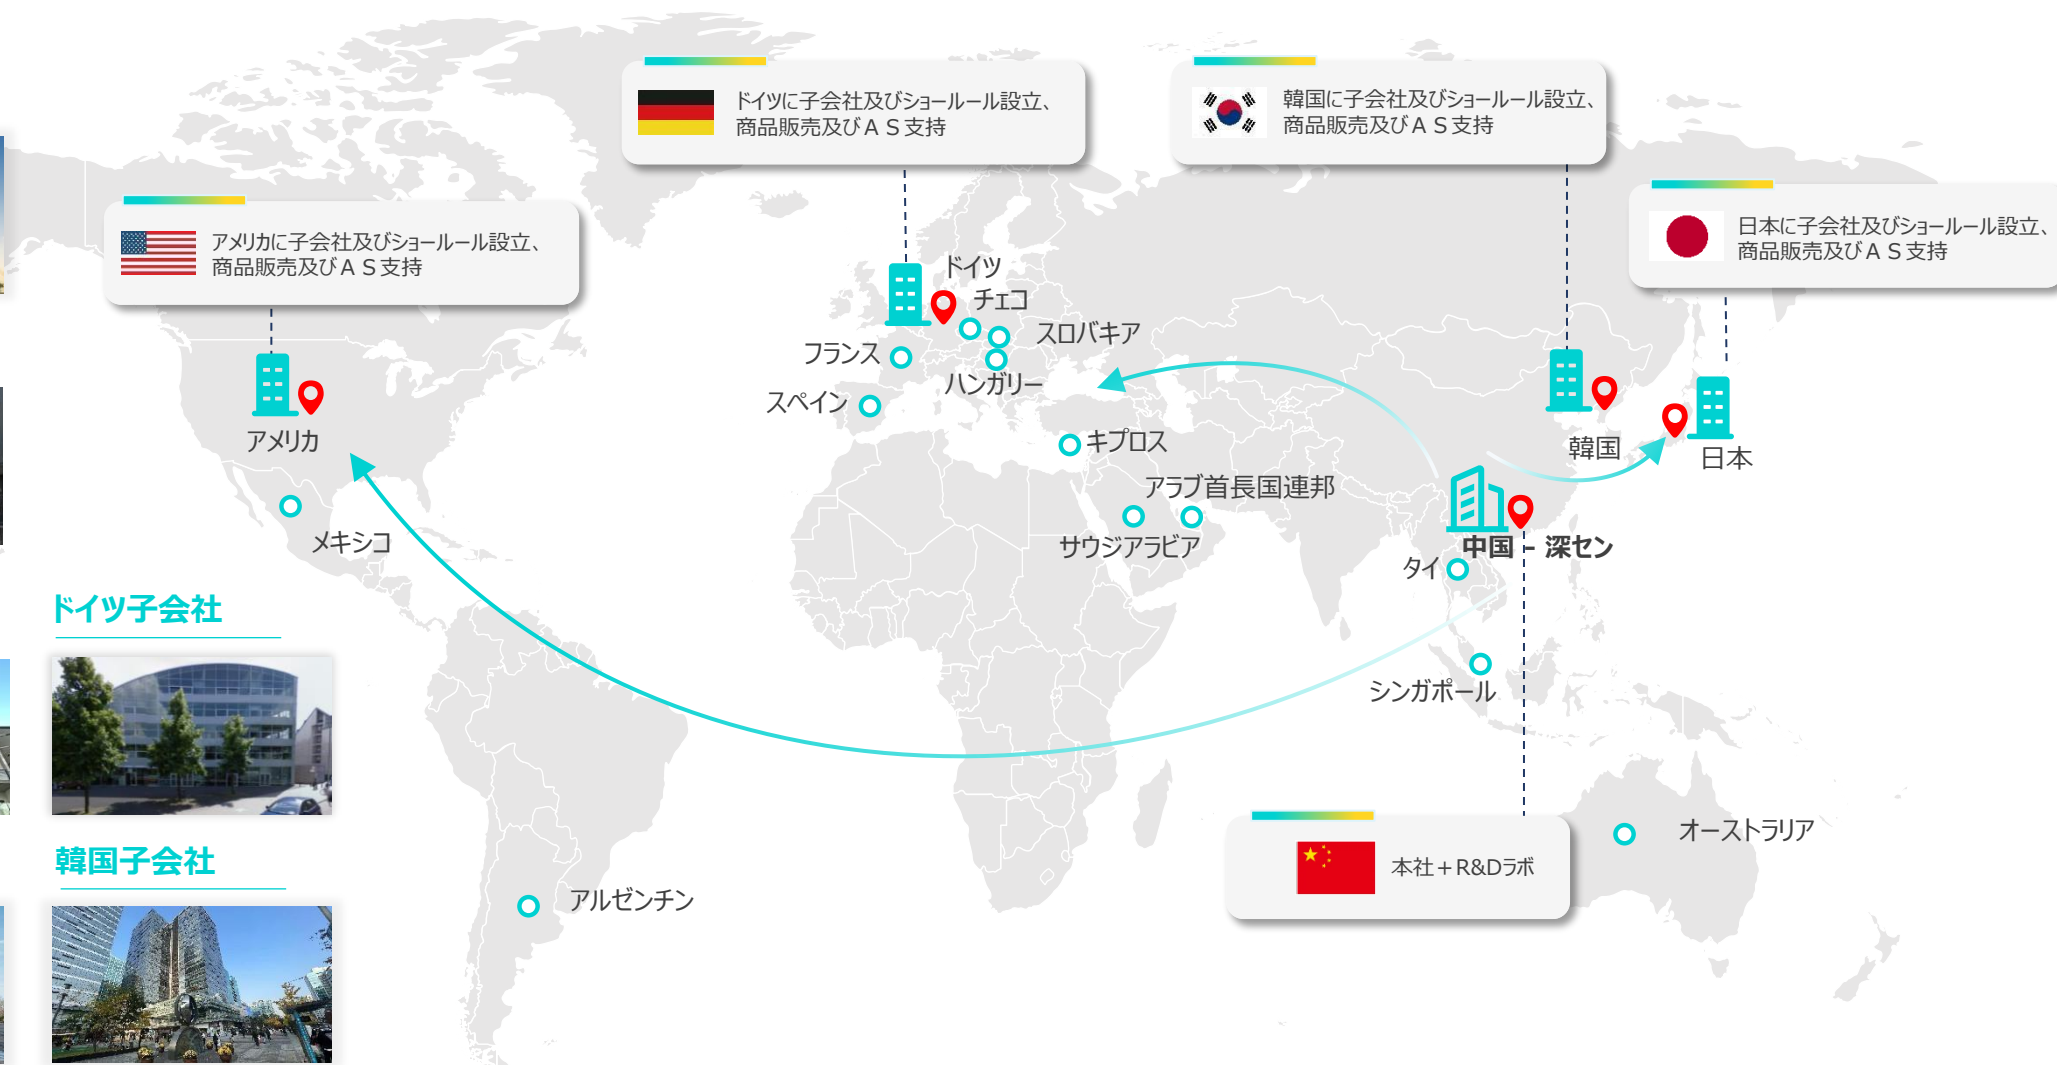 ドイツに子会社及びショールール設立、
商品販売及びＡＳ支持
韓国に子会社及びショールール設立、
商品販売及びＡＳ支持
アメリカに子会社及びショールール設立、
商品販売及びＡＳ支持
日本に子会社及びショールール設立、
商品販売及びＡＳ支持
ドイツ
チェコ
スロバキア
フランス
ハンガリー
スペイン
キプロス
アメリカ
韓国
日本
アラブ首長国連邦
サウジアラビア
メキシコ
中国 – 深セン
タイ
シンガポール
ドイツ子会社
オーストラリア
本社+R&Dラボ
韓国子会社
アルゼンチン